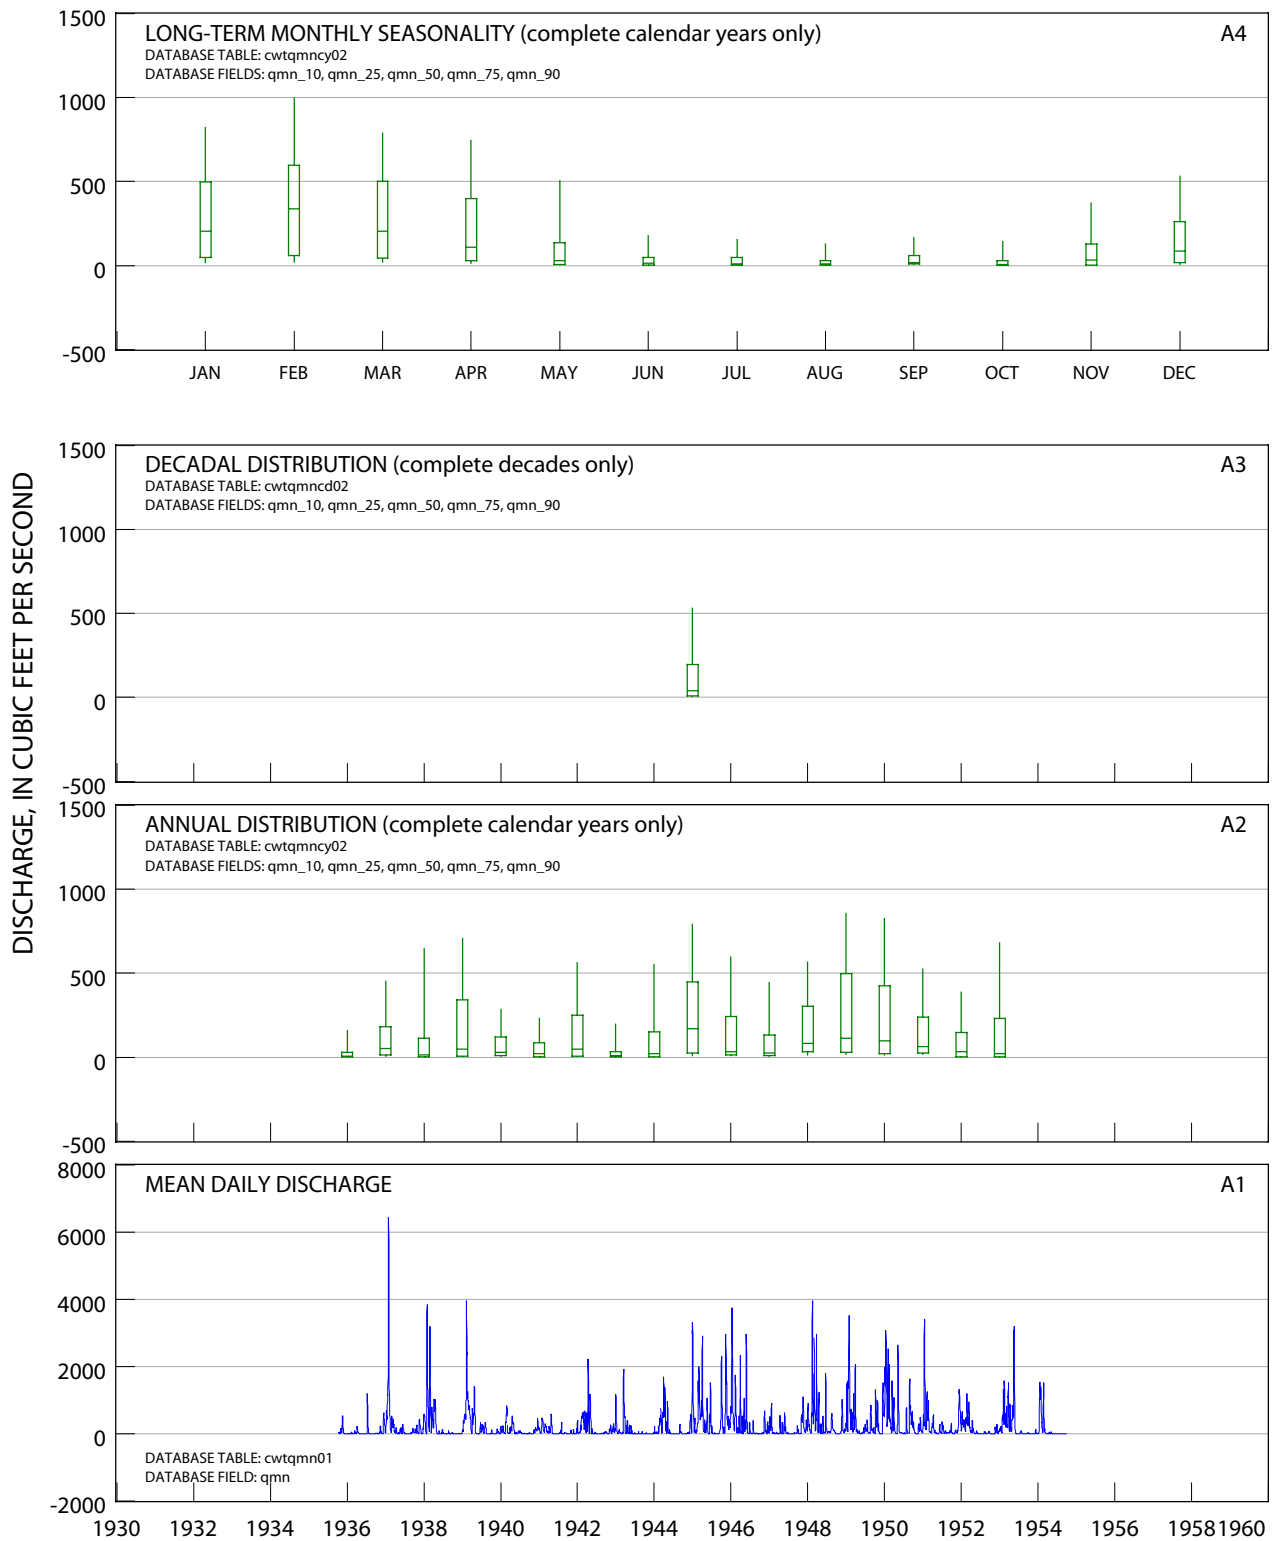 1500
LONG-TERM MONTHLY SEASONALITY (complete calendar years only) A4
DATABASE TABLE: cwtqmncy02
DATABASE FIELDS: qmn_10, qmn_25, qmn_50, qmn_75, qmn_90
1000
500
0
-500
JAN FEB MAR APR MAY JUN JUL AUG SEP OCT NOV DEC
DISCHARGE, IN CUBIC FEET PER SECOND
1500
DECADAL DISTRIBUTION (complete decades only) A3
DATABASE TABLE: cwtqmncd02
DATABASE FIELDS: qmn_10, qmn_25, qmn_50, qmn_75, qmn_90
1000
500
0
-500
1500
ANNUAL DISTRIBUTION (complete calendar years only) A2
DATABASE TABLE: cwtqmncy02
DATABASE FIELDS: qmn_10, qmn_25, qmn_50, qmn_75, qmn_90
1000
500
0
-500
8000
MEAN DAILY DISCHARGE A1
6000
4000
2000
0
DATABASE TABLE: cwtqmn01
DATABASE FIELD: qmn
-2000
1930 1932 1934 1936 1938 1940 1942 1944 1946 1948 1950 1952 1954 1956 1958 1960